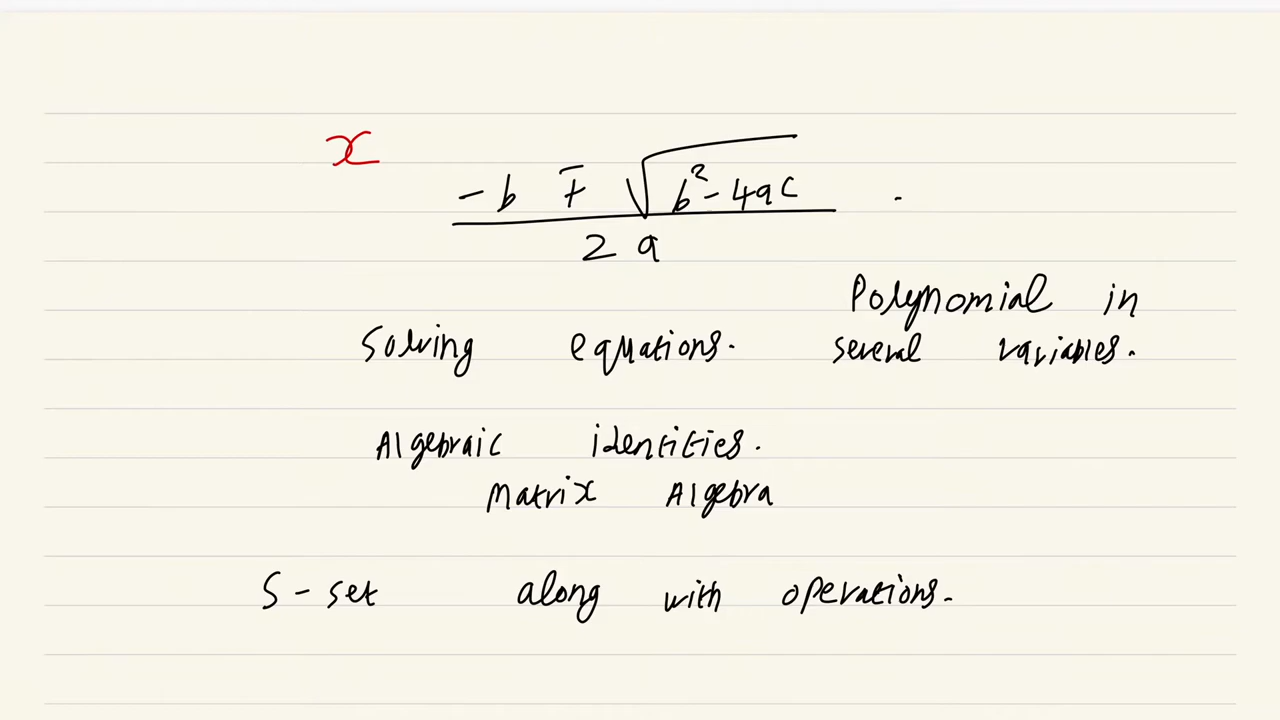 x
-b ∓ √(b²-4ac)
2a
Polynomial in
Solving equations. several variables.
Algebraic identities.
Matrix Algebra
S - set along with operations.